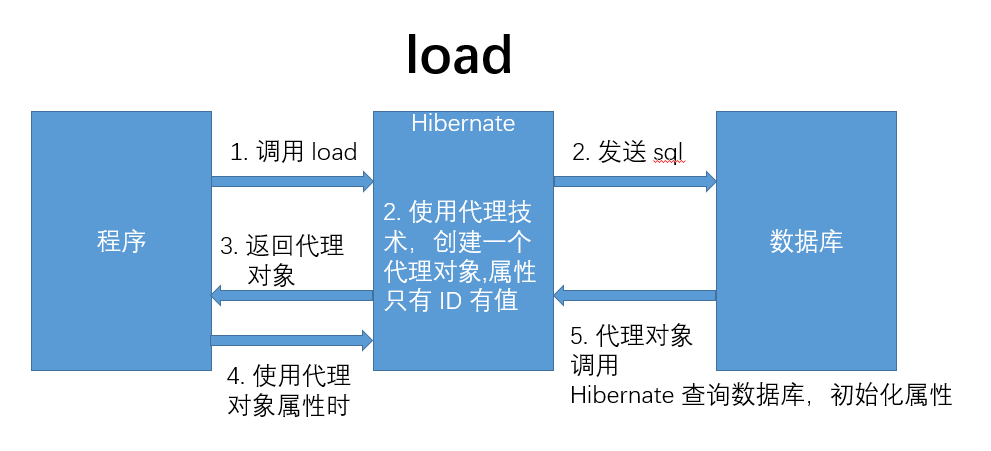 load
Hibernate
1. 调用 load
2. 发送 sql
程序
2. 使用代理技
术，创建一个
代理对象,属性
只有 ID 有值
数据库
3. 返回代理
对象
4. 使用代理
对象属性时
5. 代理对象
调用
Hibernate 查询数据库，初始化属性